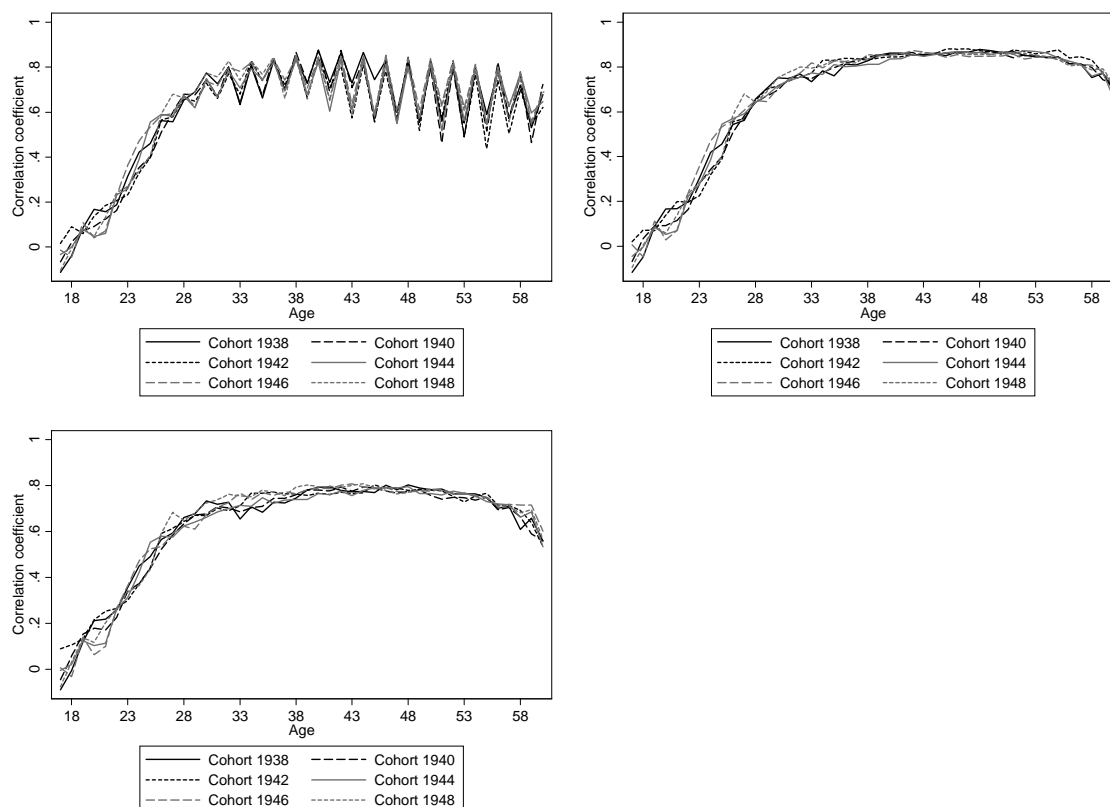 Correlation coefficient
1
.8
.6
.4
.2
0
18 23 28 33 38 43 48 53 58
Age
Cohort 1938 Cohort 1940
Cohort 1942 Cohort 1944
Cohort 1946 Cohort 1948
Correlation coefficient
1
.8
.6
.4
.2
0
18 23 28 33 38 43 48 53 58
Age
Cohort 1938 Cohort 1940
Cohort 1942 Cohort 1944
Cohort 1946 Cohort 1948
Correlation coefficient
1
.8
.6
.4
.2
0
18 23 28 33 38 43 48 53 58
Age
Cohort 1938 Cohort 1940
Cohort 1942 Cohort 1944
Cohort 1946 Cohort 1948